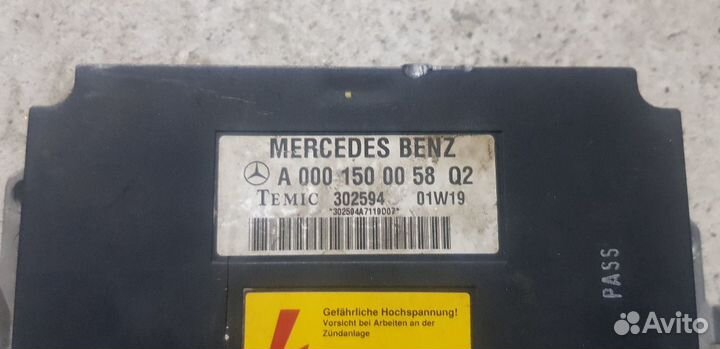 MERCEDES BENZ
A 000 150 00 58 Q2
TEMIC 302594 01W19
*302594A7119007*
Gefährliche Hochspannung!
Vorsicht bei Arbeiten an der
Zündanlage
PASS
Avito